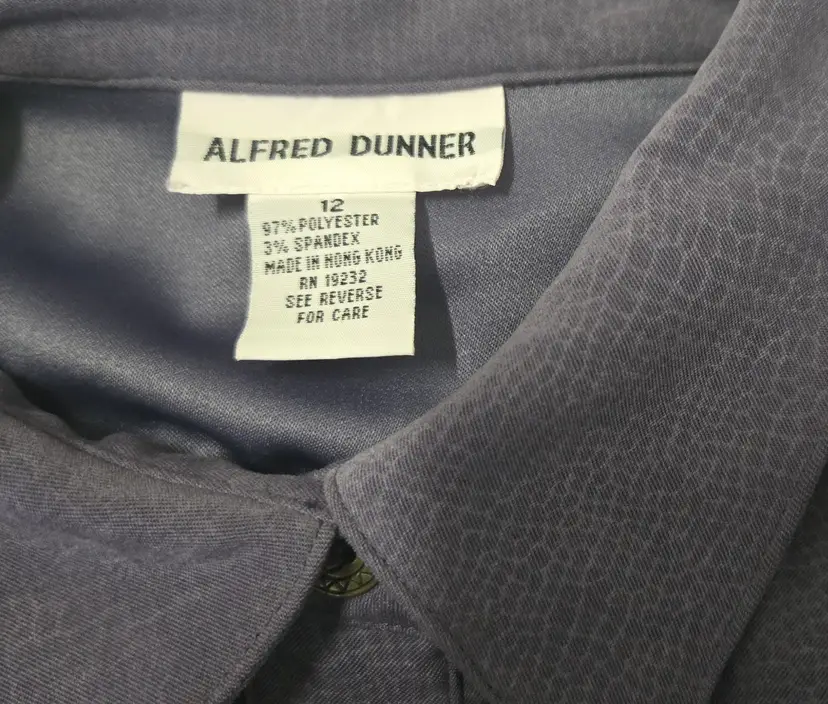 ALFRED DUNNER
12
97% POLYESTER
3% SPANDEX
MADE IN HONG KONG
RN 19232
SEE REVERSE
FOR CARE